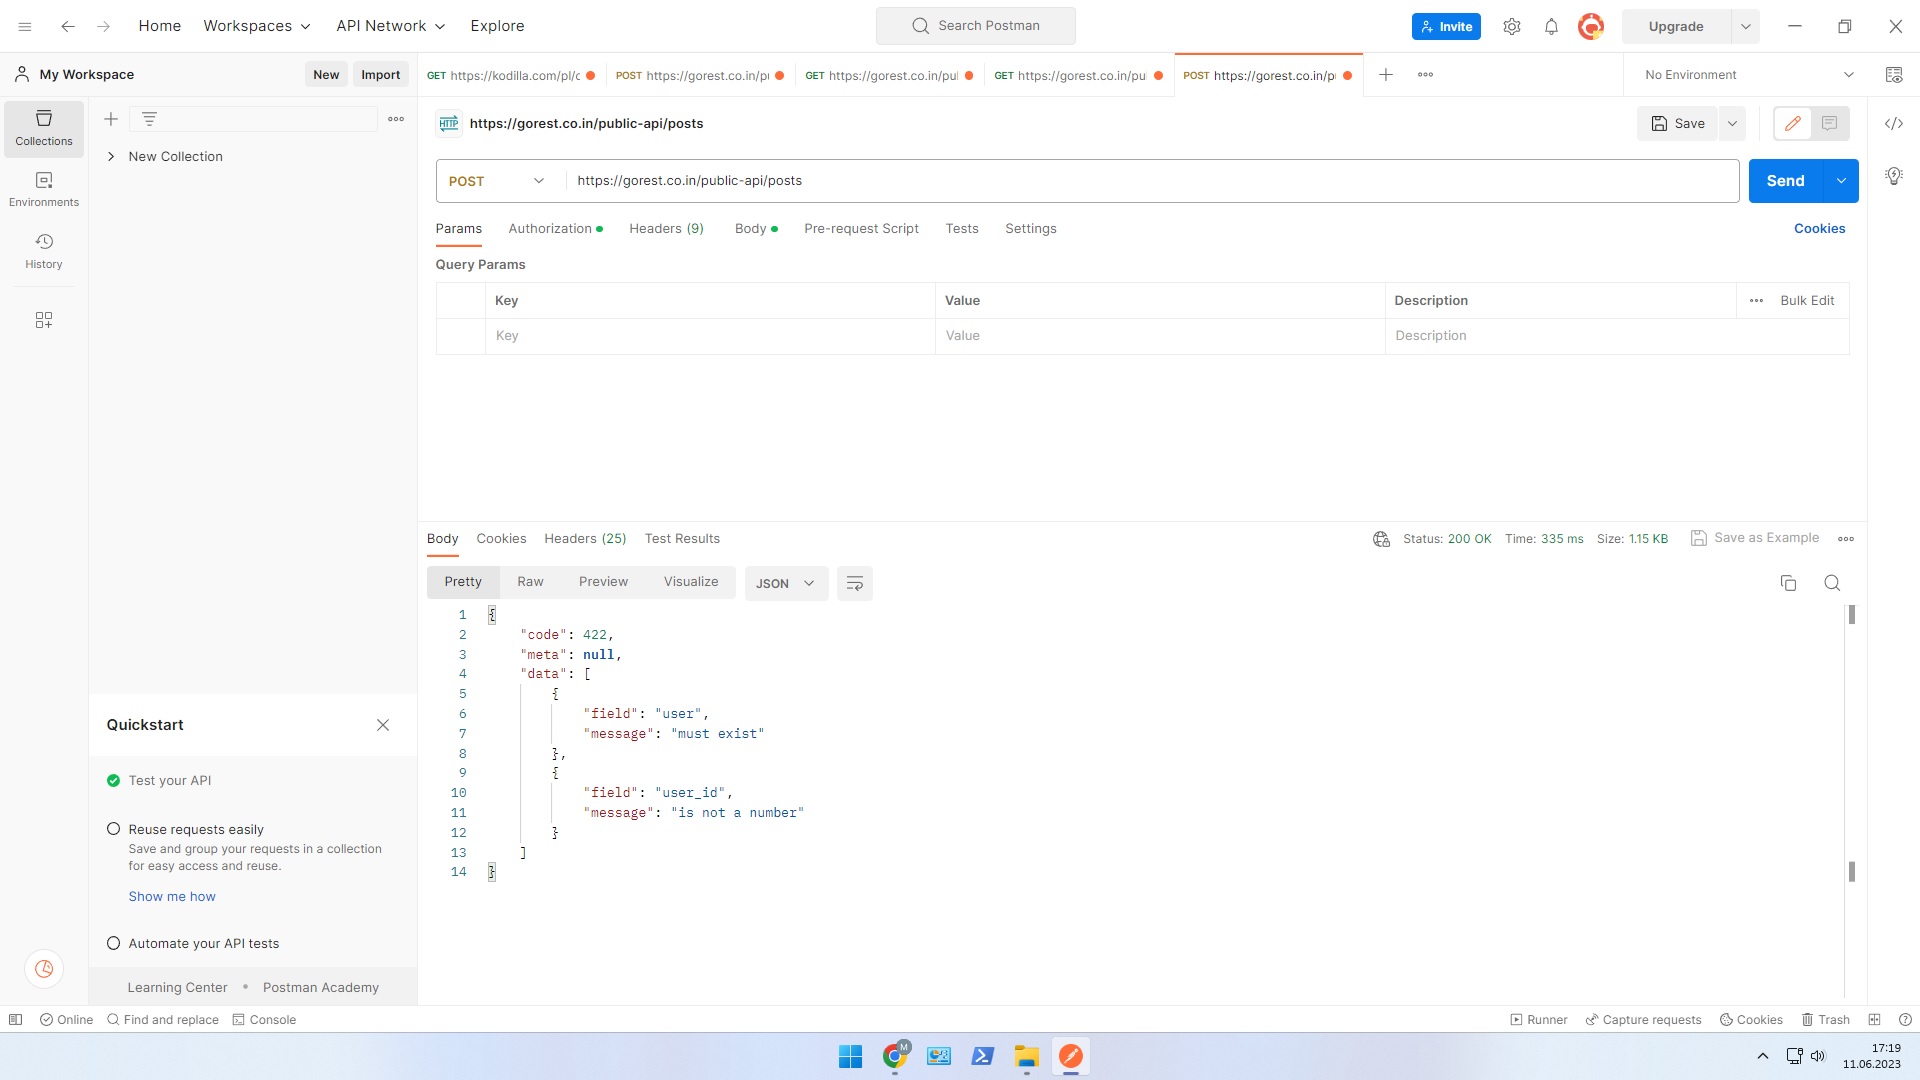 Home
Workspaces
API Network
Explore
Search Postman
Invite
Upgrade
My Workspace
New
Import
GET https://kodilla.com/pl/c
POST https://gorest.co.in/p
GET https://gorest.co.in/pul
GET https://gorest.co.in/pu
POST https://gorest.co.in/p
No Environment
Collections
Environments
History
New Collection
HTTP
https://gorest.co.in/public-api/posts
Save
POST
https://gorest.co.in/public-api/posts
Send
Params
Authorization
Headers (9)
Body
Pre-request Script
Tests
Settings
Cookies
Query Params
Key
Value
Description
Bulk Edit
Key
Value
Description
Body
Cookies
Headers (25)
Test Results
Status: 200 OK
Time: 335 ms
Size: 1.15 KB
Save as Example
Pretty
Raw
Preview
Visualize
JSON
1 {
2 "code": 422,
3 "meta": null,
4 "data": [
5 {
6 "field": "user",
7 "message": "must exist"
8 },
9 {
10 "field": "user_id",
11 "message": "is not a number"
12 }
13 ]
14 }
Quickstart
Test your API
Reuse requests easily
Save and group your requests in a collection
for easy access and reuse.
Show me how
Automate your API tests
Learning Center • Postman Academy
Online
Find and replace
Console
Runner
Capture requests
Cookies
Trash
M
17:19
11.06.2023